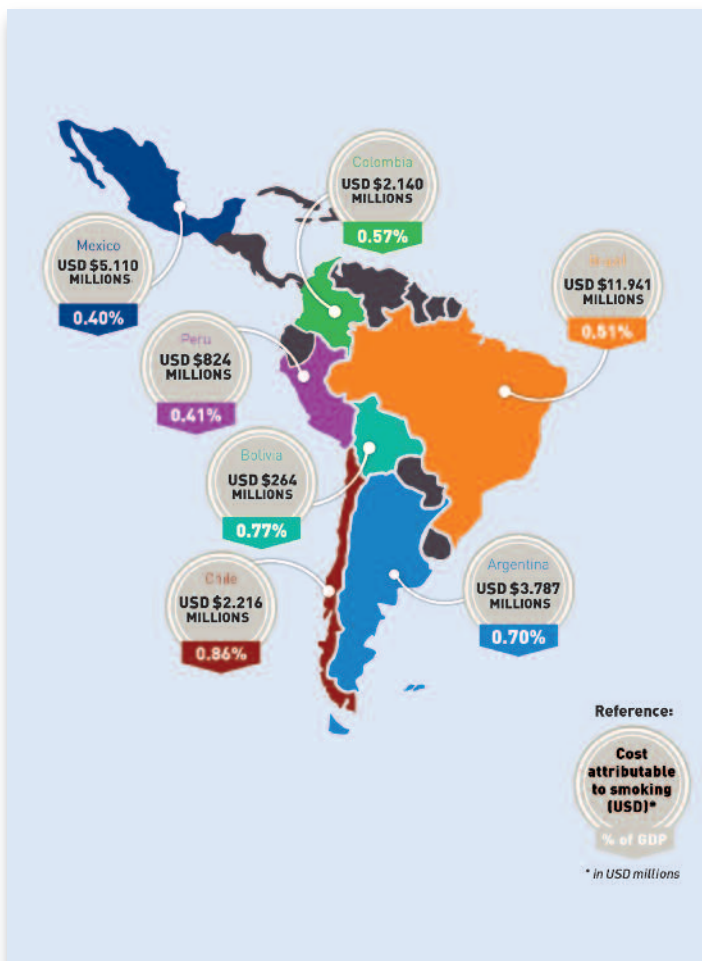 Colombia
USD $2.140
MILLIONS
0.57%
Mexico
USD $5.110
MILLIONS
0.40%
Brazil
USD $11.941
MILLIONS
0.51%
Peru
USD $824
MILLIONS
0.41%
Bolivia
USD $264
MILLIONS
0.77%
Argentina
USD $3.787
MILLIONS
0.70%
Chile
USD $2.216
MILLIONS
0.86%
Reference:
Cost
attributable
to smoking
(USD)*
% of GDP
* in USD millions